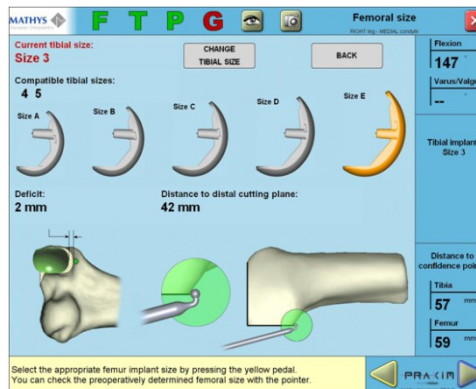 MATHYS
F T P G
Femoral size
RIGHT leg - MEDIAL condyle
Current tibial size:
Size 3
CHANGE
TIBIAL SIZE
BACK
Flexion
147 °
Varus/Valgu
-- °
Compatible tibial sizes:
4 5
Size A
Size B
Size C
Size D
Size E
Tibial implant
Size 3
Deficit:
2 mm
Distance to distal cutting plane:
42 mm
Distance to
confidence poin
Tibia
57 mm
Femur
59 mm
Select the appropriate femur implant size by pressing the yellow pedal.
You can check the preoperatively determined femoral size with the pointer.
PRAXIM